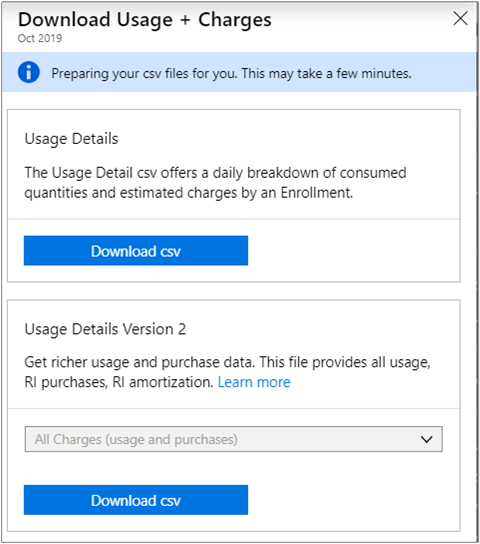 Download Usage + Charges
Oct 2019
Preparing your csv files for you. This may take a few minutes.
Usage Details
The Usage Detail csv offers a daily breakdown of consumed
quantities and estimated charges by an Enrollment.
Download csv
Usage Details Version 2
Get richer usage and purchase data. This file provides all usage,
RI purchases, RI amortization. Learn more
All Charges (usage and purchases)
Download csv